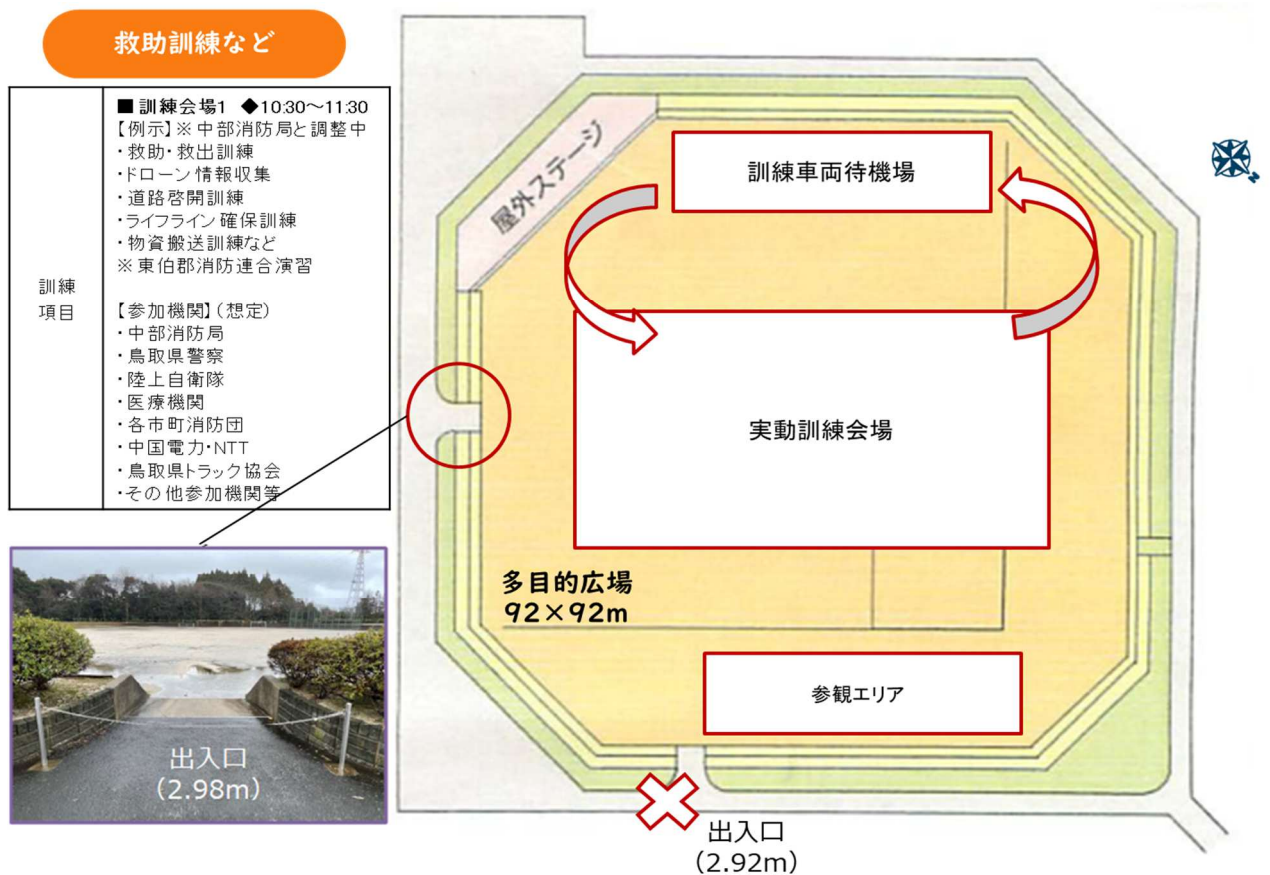 救助訓練など
訓練
項目
■訓練会場1 ◆10:30～11:30
【例示】※中部消防局と調整中
・救助・救出訓練
・ドローン情報収集
・道路啓開訓練
・ライフライン確保訓練
・物資搬送訓練など
※東伯郡消防連合演習
【参加機関】(想定)
・中部消防局
・鳥取県警察
・陸上自衛隊
・医療機関
・各市町消防団
・中国電力・NTT
・鳥取県トラック協会
・その他参加機関等
出入口
(2.98m)
屋外ステージ
訓練車両待機場
実動訓練会場
多目的広場
92×92m
参観エリア
出入口
(2.92m)
N